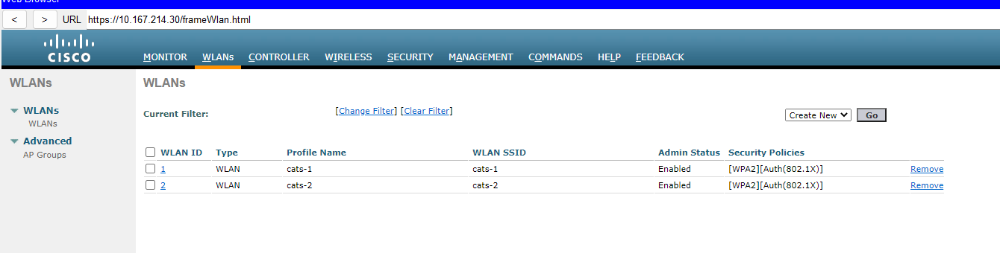 Web Browser
< > URL https://10.167.214.30/frameWlan.html
CISCO
MONITOR WLANs CONTROLLER WIRELESS SECURITY MANAGEMENT COMMANDS HELP FEEDBACK
WLANs
WLANs
WLANs
Advanced
AP Groups
WLANs
Current Filter: [Change Filter] [Clear Filter] Create New Go
WLAN ID Type Profile Name WLAN SSID Admin Status Security Policies
1 WLAN cats-1 cats-1 Enabled [WPA2][Auth(802.1X)] Remove
2 WLAN cats-2 cats-2 Enabled [WPA2][Auth(802.1X)] Remove